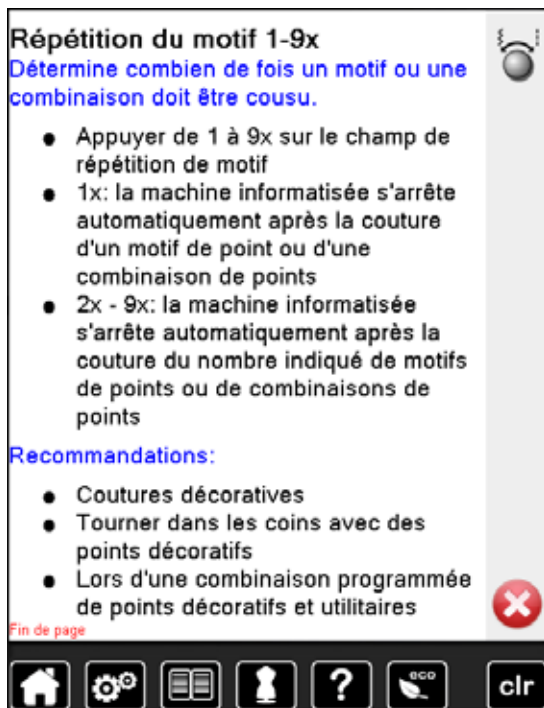 Répétition du motif 1-9x
Détermine combien de fois un motif ou une
combinaison doit être cousu.
● Appuyer de 1 à 9x sur le champ de
répétition de motif
● 1x: la machine informatisée s'arrête
automatiquement après la couture
d'un motif de point ou d'une
combinaison de points
● 2x - 9x: la machine informatisée
s'arrête automatiquement après la
couture du nombre indiqué de motifs
de points ou de combinaisons de
points
Recommandations:
● Coutures décoratives
● Tourner dans les coins avec des
points décoratifs
● Lors d'une combinaison programmée
de points décoratifs et utilitaires
Fin de page
? eco clr